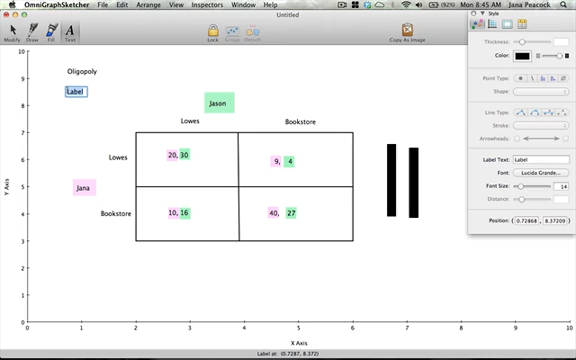 OmniGraphSketcher File Edit Arrange View Window Help (92%) Mon 8:45 AM Jana Peacock
Untitled
Style
Modify Draw Fill Text Lock Group Detach Copy As Image
Thickness:
Color:
Point Type:
Shape:
Line Type:
Stroke:
Arrowheads:
Label Text: Label
Font: Lucida Grande...
Font Size: 14
Distance:
Position: ( 0.72868 , 8.37209 )
10
9
8
7
6
5
4
3
2
1
0
Y Axis
Oligopoly
Label
Jason
Lowes Bookstore
Lowes 20, 30 9, 4
Jana
Bookstore 10, 16 40, 27
0 1 2 3 4 5 6 7 8 9 10
X Axis
Label at: (0.7287, 8.372)